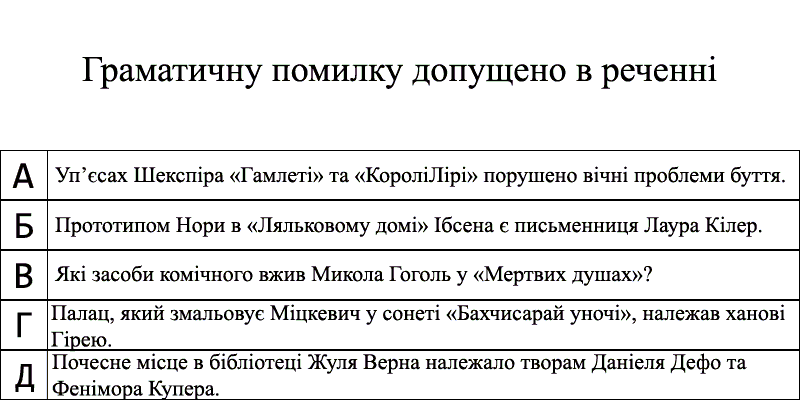 Граматичну помилку допущено в реченні
А Уп’єсах Шекспіра «Гамлеті» та «КороліЛірі» порушено вічні проблеми буття.
Б Прототипом Нори в «Ляльковому домі» Ібсена є письменниця Лаура Кілер.
В Які засоби комічного вжив Микола Гоголь у «Мертвих душах»?
Г Палац, який змальовує Міцкевич у сонеті «Бахчисарай уночі», належав ханові
Гірею.
Д Почесне місце в бібліотеці Жуля Верна належало творам Даніеля Дефо та
Фенімора Купера.